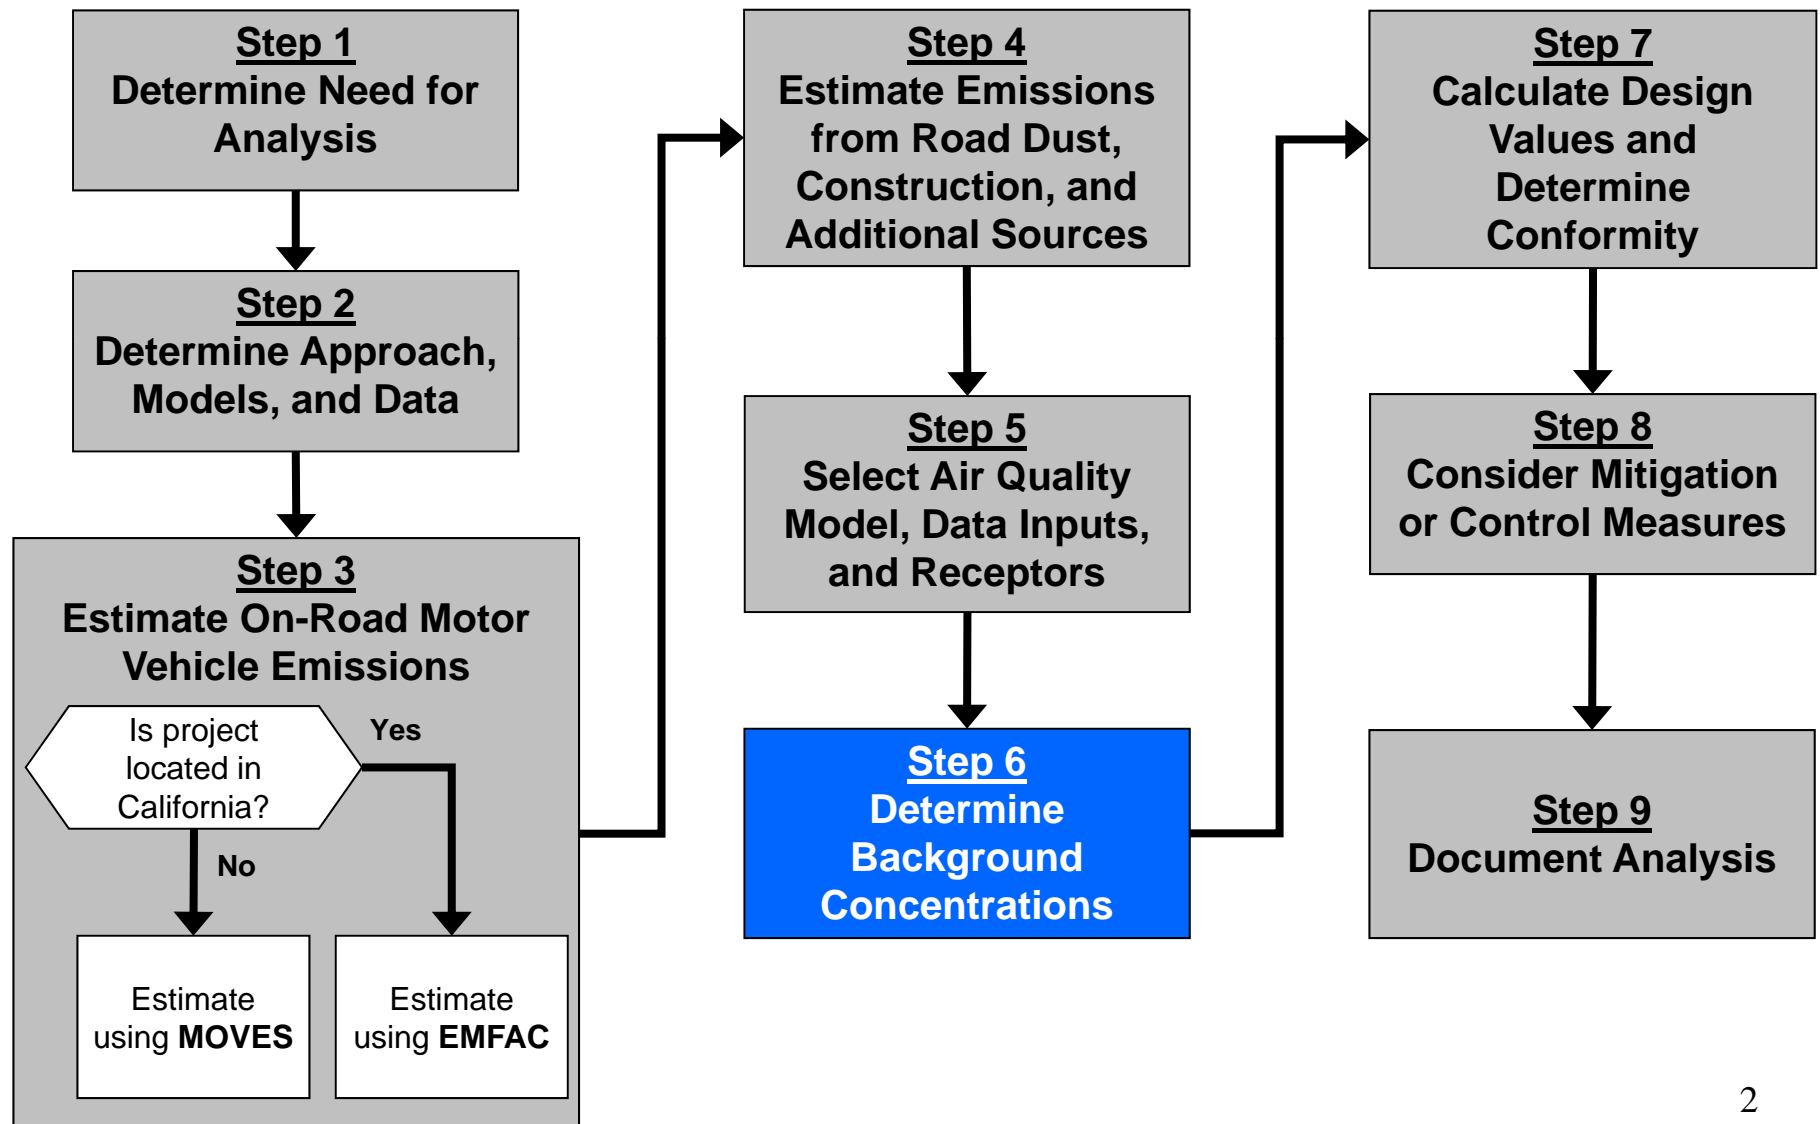 Step 1
Determine Need for
Analysis
Step 2
Determine Approach,
Models, and Data
Step 3
Estimate On-Road Motor
Vehicle Emissions
Is project
located in
California?
Yes
No
Estimate
using MOVES
Estimate
using EMFAC
Step 4
Estimate Emissions
from Road Dust,
Construction, and
Additional Sources
Step 5
Select Air Quality
Model, Data Inputs,
and Receptors
Step 6
Determine
Background
Concentrations
Step 7
Calculate Design
Values and
Determine
Conformity
Step 8
Consider Mitigation
or Control Measures
Step 9
Document Analysis
2